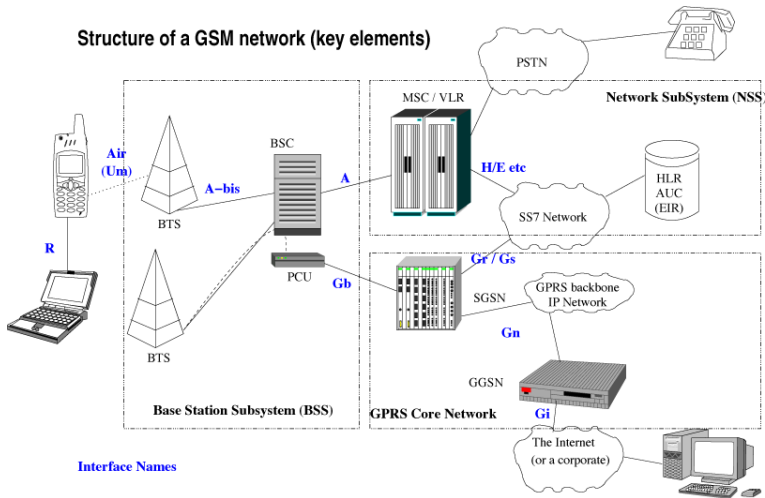 Structure of a GSM network (key elements)
PSTN
MSC / VLR
Network SubSystem (NSS)
BSC
Air
(Um)
A-bis
A
H/E etc
HLR
AUC
(EIR)
BTS
SS7 Network
R
PCU
Gb
Gr / Gs
SGSN
GPRS backbone
IP Network
Gn
BTS
GGSN
Base Station Subsystem (BSS)
GPRS Core Network
Gi
The Internet
(or a corporate)
Interface Names